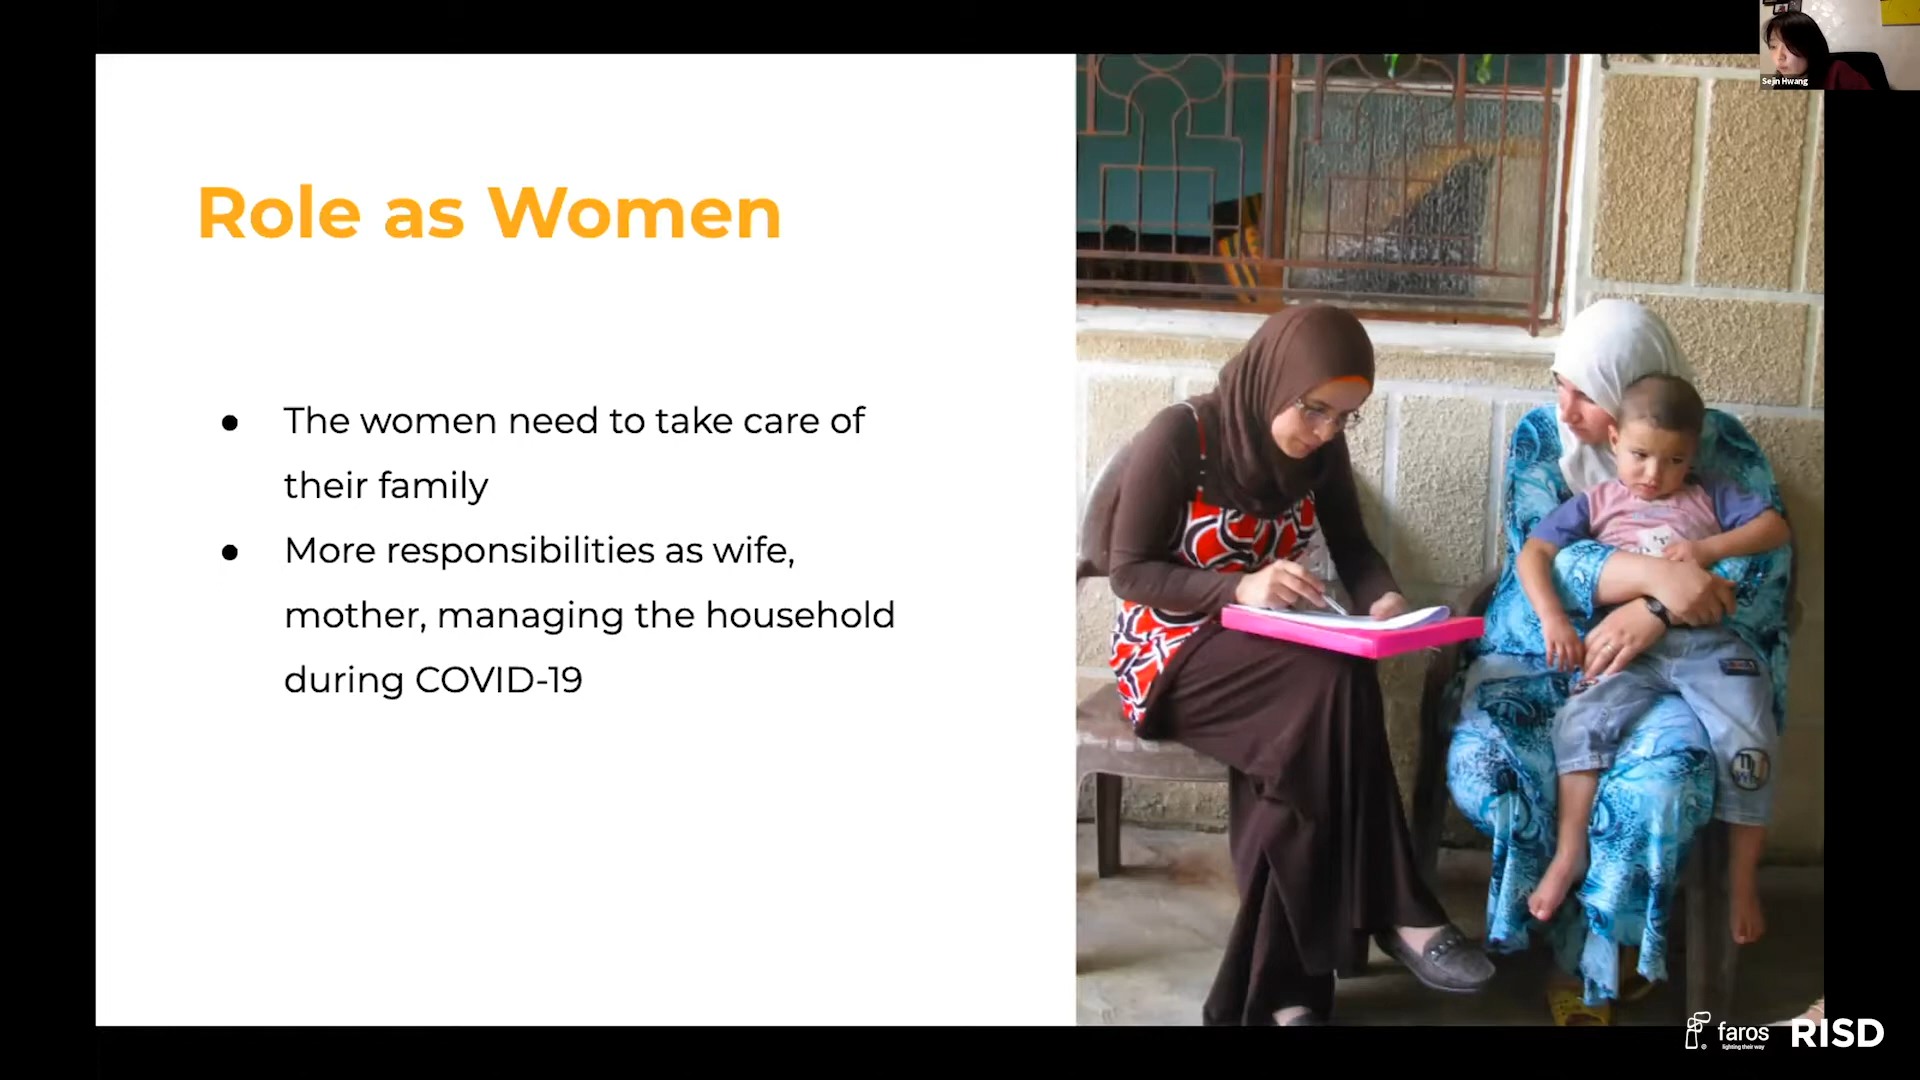 Sejin Hwang
Role as Women
● The women need to take care of
their family
● More responsibilities as wife,
mother, managing the household
during COVID-19
faros
lighting their way
RISD